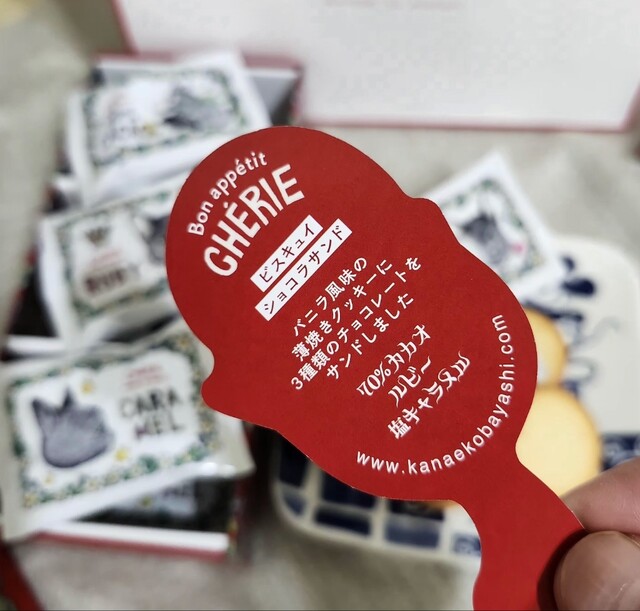 Bon appétit
CHÉRIE
ビスキュイ
ショコラサンド
バニラ風味の
薄焼きクッキーに
3種類のチョコレートを
サンドしました
70%カカオ
ルビー
塩キャラメル
www.kanaekobayashi.com
RUBY
CARA
MEL